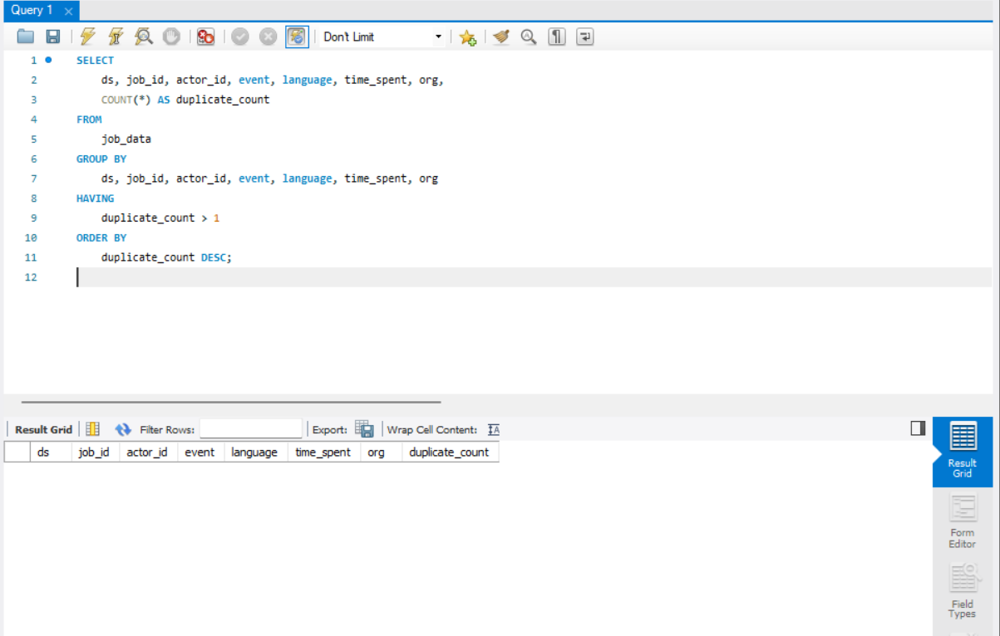 Query 1
Don't Limit
1 SELECT
2 ds, job_id, actor_id, event, language, time_spent, org,
3 COUNT(*) AS duplicate_count
4 FROM
5 job_data
6 GROUP BY
7 ds, job_id, actor_id, event, language, time_spent, org
8 HAVING
9 duplicate_count > 1
10 ORDER BY
11 duplicate_count DESC;
12
Result Grid Filter Rows: Export: Wrap Cell Content: IA
ds job_id actor_id event language time_spent org duplicate_count
Result
Grid
Form
Editor
Field
Types